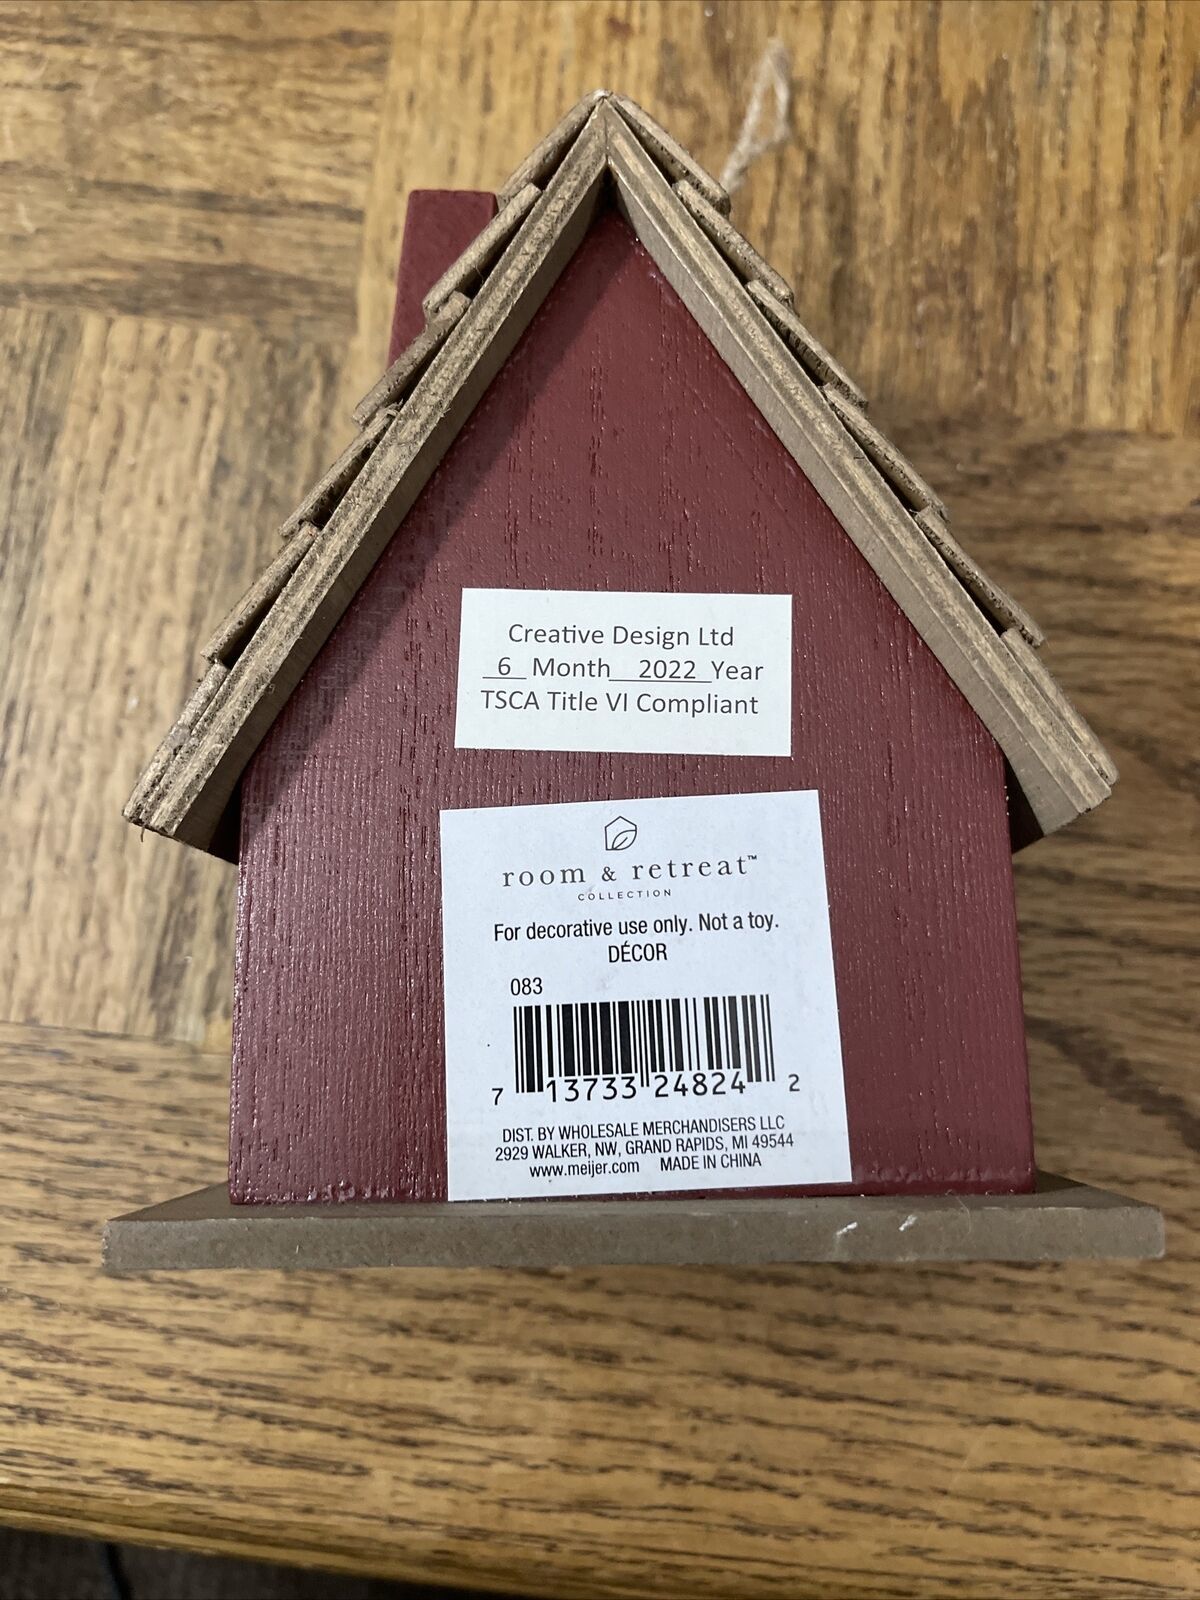 Creative Design Ltd
6 Month 2022 Year
TSCA Title VI Compliant
room & retreat™
COLLECTION
For decorative use only. Not a toy.
DÉCOR
083
7 13733 24824 2
DIST. BY WHOLESALE MERCHANDISERS LLC
2929 WALKER, NW, GRAND RAPIDS, MI 49544
www.meijer.com MADE IN CHINA